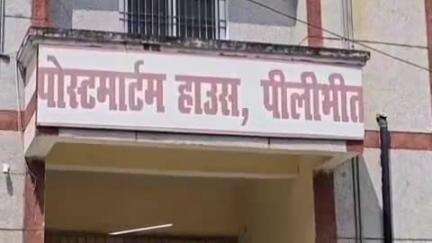 पोस्टमार्टम हाउस, पीलीभीत